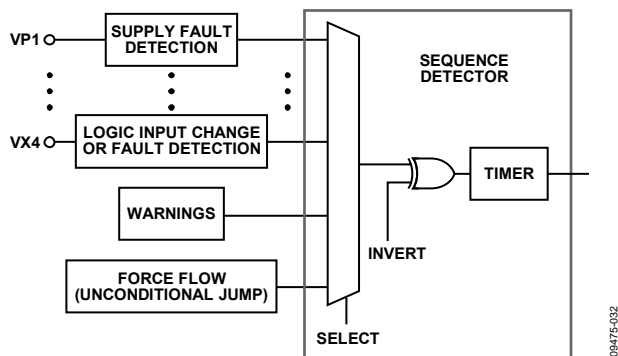 VP1
SUPPLY FAULT
DETECTION
SEQUENCE
DETECTOR
VX4
LOGIC INPUT CHANGE
OR FAULT DETECTION
TIMER
WARNINGS
INVERT
FORCE FLOW
(UNCONDITIONAL JUMP)
SELECT
09475-032